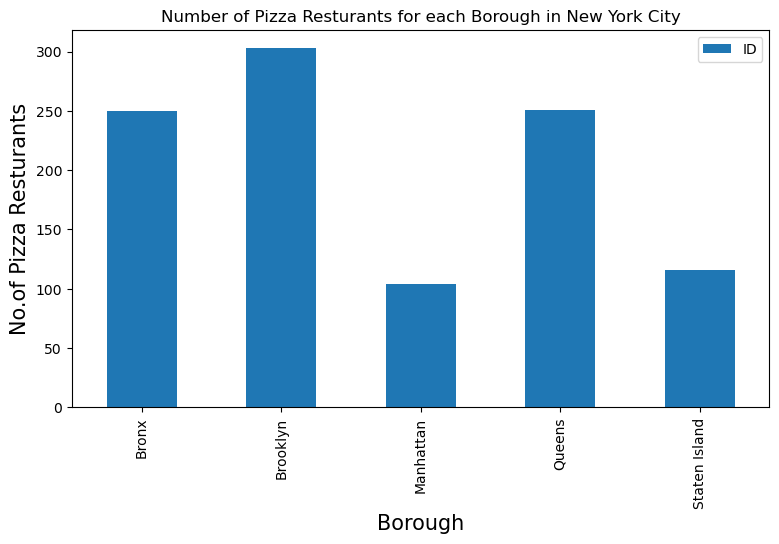 Number of Pizza Resturants for each Borough in New York City
ID
No.of Pizza Resturants
300
250
200
150
100
50
0
Bronx
Brooklyn
Manhattan
Queens
Staten Island
Borough